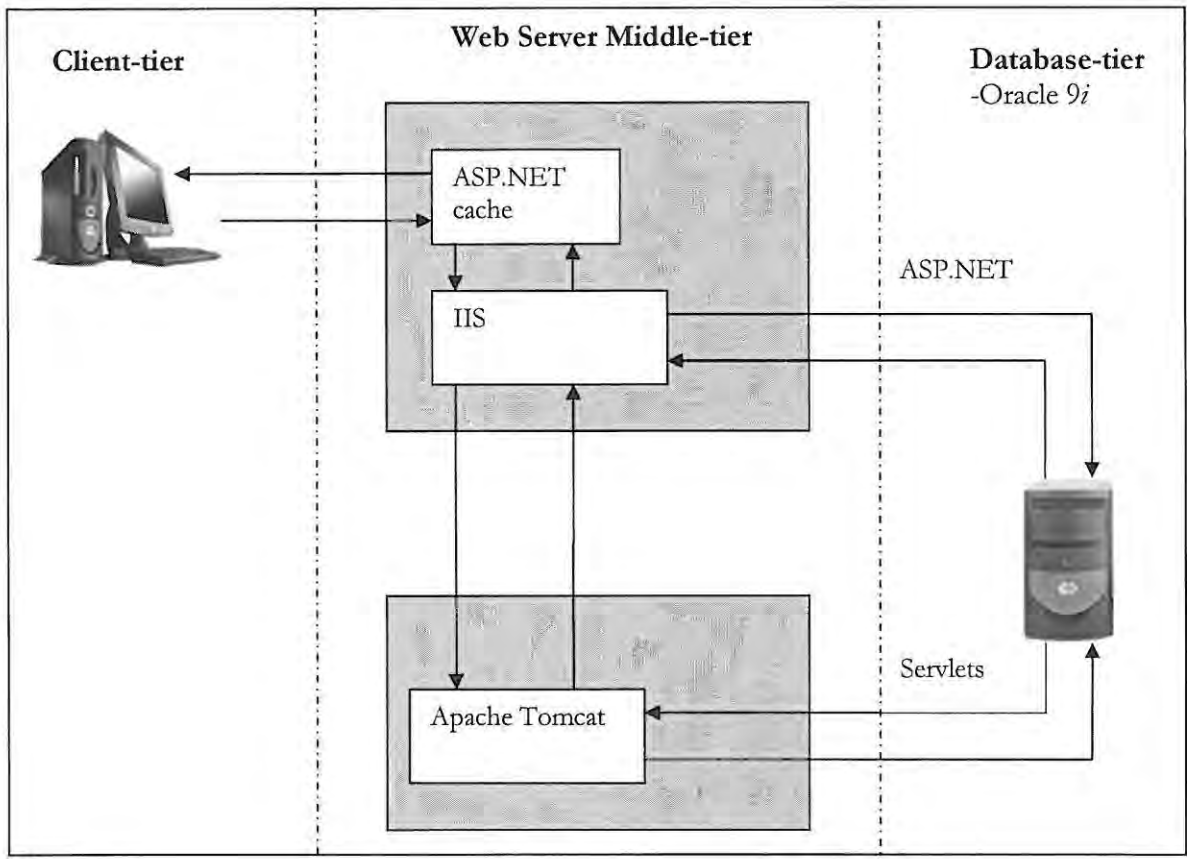 Client-tier
Web Server Middle-tier
Database-tier
-Oracle 9i
ASP.NET
cache
IIS
ASP.NET
Servlets
Apache Tomcat